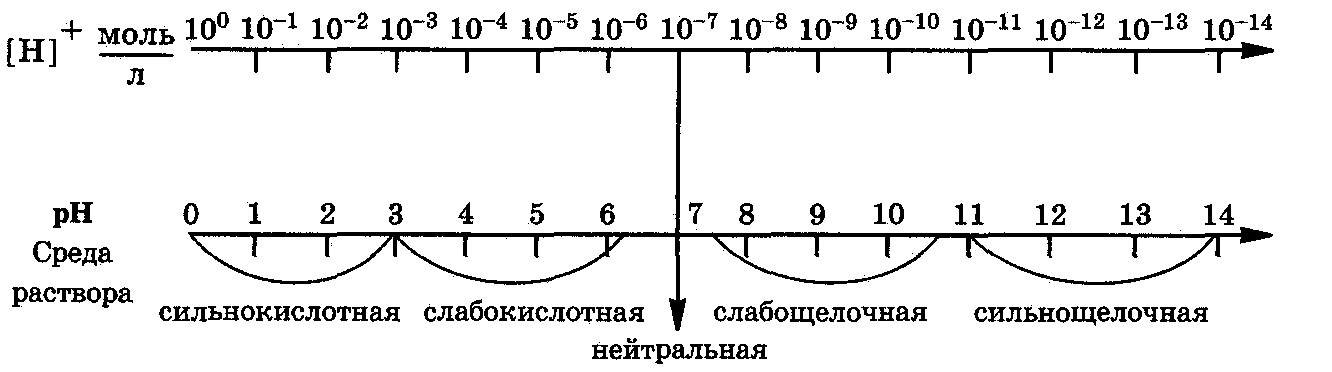 [H]⁺ моль/л 10⁰ 10⁻¹ 10⁻² 10⁻³ 10⁻⁴ 10⁻⁵ 10⁻⁶ 10⁻⁷ 10⁻⁸ 10⁻⁹ 10⁻¹⁰ 10⁻¹¹ 10⁻¹² 10⁻¹³ 10⁻¹⁴
pH 0 1 2 3 4 5 6 7 8 9 10 11 12 13 14
Среда
раствора
сильнокислотная слабокислотная слабощелочная сильнощелочная
нейтральная